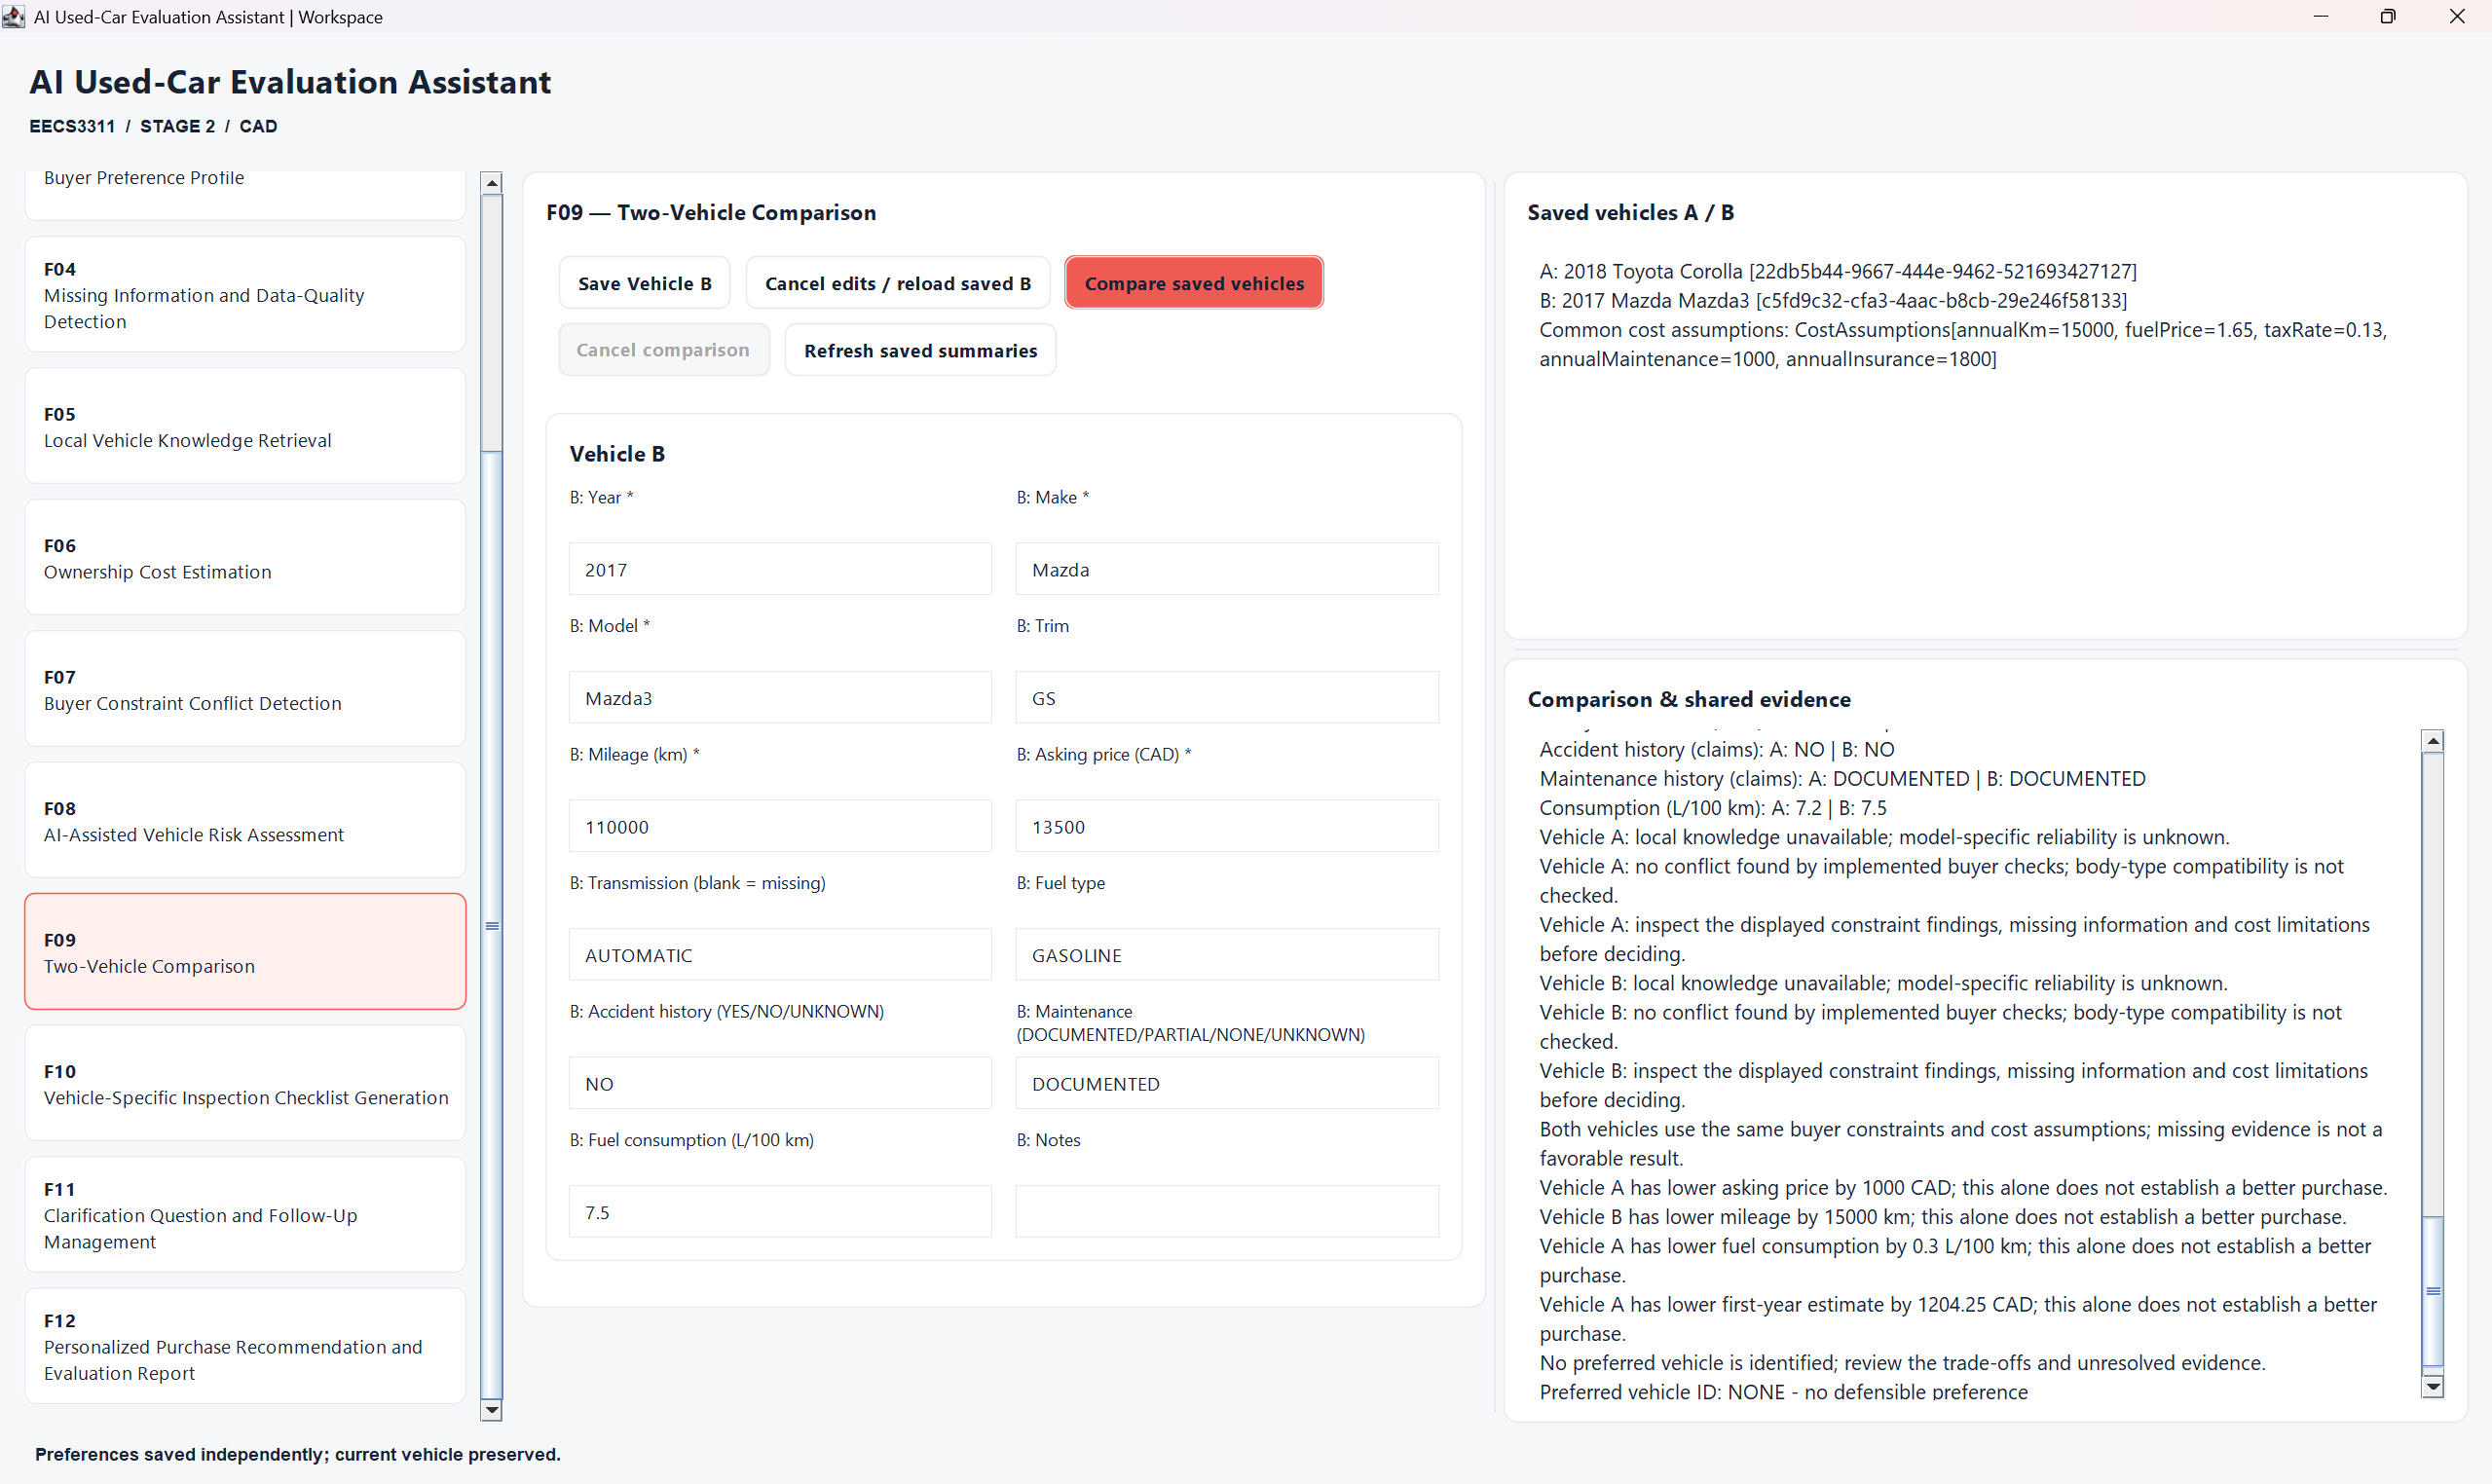 AI Used-Car Evaluation Assistant | Workspace
AI Used-Car Evaluation Assistant
EECS3311 / STAGE 2 / CAD
Buyer Preference Profile
F04
Missing Information and Data-Quality
Detection
F05
Local Vehicle Knowledge Retrieval
F06
Ownership Cost Estimation
F07
Buyer Constraint Conflict Detection
F08
AI-Assisted Vehicle Risk Assessment
F09
Two-Vehicle Comparison
F10
Vehicle-Specific Inspection Checklist Generation
F11
Clarification Question and Follow-Up
Management
F12
Personalized Purchase Recommendation and
Evaluation Report
F09 — Two-Vehicle Comparison
Save Vehicle B
Cancel edits / reload saved B
Compare saved vehicles
Cancel comparison
Refresh saved summaries
Vehicle B
B: Year *
B: Make *
2017
Mazda
B: Model *
B: Trim
Mazda3
GS
B: Mileage (km) *
B: Asking price (CAD) *
110000
13500
B: Transmission (blank = missing)
B: Fuel type
AUTOMATIC
GASOLINE
B: Accident history (YES/NO/UNKNOWN)
B: Maintenance
(DOCUMENTED/PARTIAL/NONE/UNKNOWN)
NO
DOCUMENTED
B: Fuel consumption (L/100 km)
B: Notes
7.5
Saved vehicles A / B
A: 2018 Toyota Corolla [22db5b44-9667-444e-9462-521693427127]
B: 2017 Mazda Mazda3 [c5fd9c32-cfa3-4aac-b8cb-29e246f58133]
Common cost assumptions: CostAssumptions[annualKm=15000, fuelPrice=1.65, taxRate=0.13,
annualMaintenance=1000, annualInsurance=1800]
Comparison & shared evidence
Accident history (claims): A: NO | B: NO
Maintenance history (claims): A: DOCUMENTED | B: DOCUMENTED
Consumption (L/100 km): A: 7.2 | B: 7.5
Vehicle A: local knowledge unavailable; model-specific reliability is unknown.
Vehicle A: no conflict found by implemented buyer checks; body-type compatibility is not
checked.
Vehicle A: inspect the displayed constraint findings, missing information and cost limitations
before deciding.
Vehicle B: local knowledge unavailable; model-specific reliability is unknown.
Vehicle B: no conflict found by implemented buyer checks; body-type compatibility is not
checked.
Vehicle B: inspect the displayed constraint findings, missing information and cost limitations
before deciding.
Both vehicles use the same buyer constraints and cost assumptions; missing evidence is not a
favorable result.
Vehicle A has lower asking price by 1000 CAD; this alone does not establish a better purchase.
Vehicle B has lower mileage by 15000 km; this alone does not establish a better purchase.
Vehicle A has lower fuel consumption by 0.3 L/100 km; this alone does not establish a better
purchase.
Vehicle A has lower first-year estimate by 1204.25 CAD; this alone does not establish a better
purchase.
No preferred vehicle is identified; review the trade-offs and unresolved evidence.
Preferred vehicle ID: NONE - no defensible preference
Preferences saved independently; current vehicle preserved.